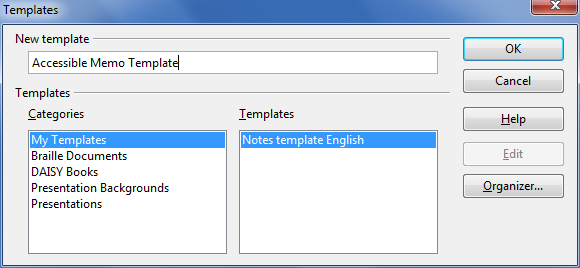 Templates
New template
Accessible Memo Template
OK
Cancel
Templates
Categories
Templates
Help
My Templates
Braille Documents
DAISY Books
Presentation Backgrounds
Presentations
Notes template English
Edit
Organizer...